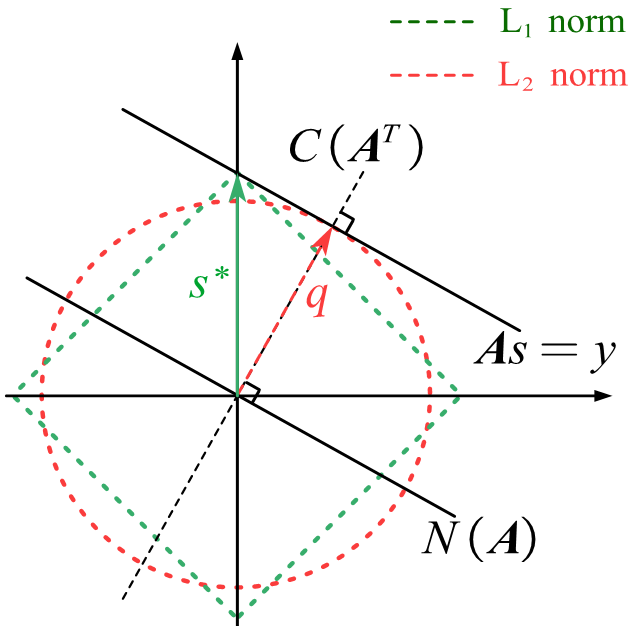 L₁ norm
L₂ norm
C(Aᵀ)
s*
q
As = y
N(A)